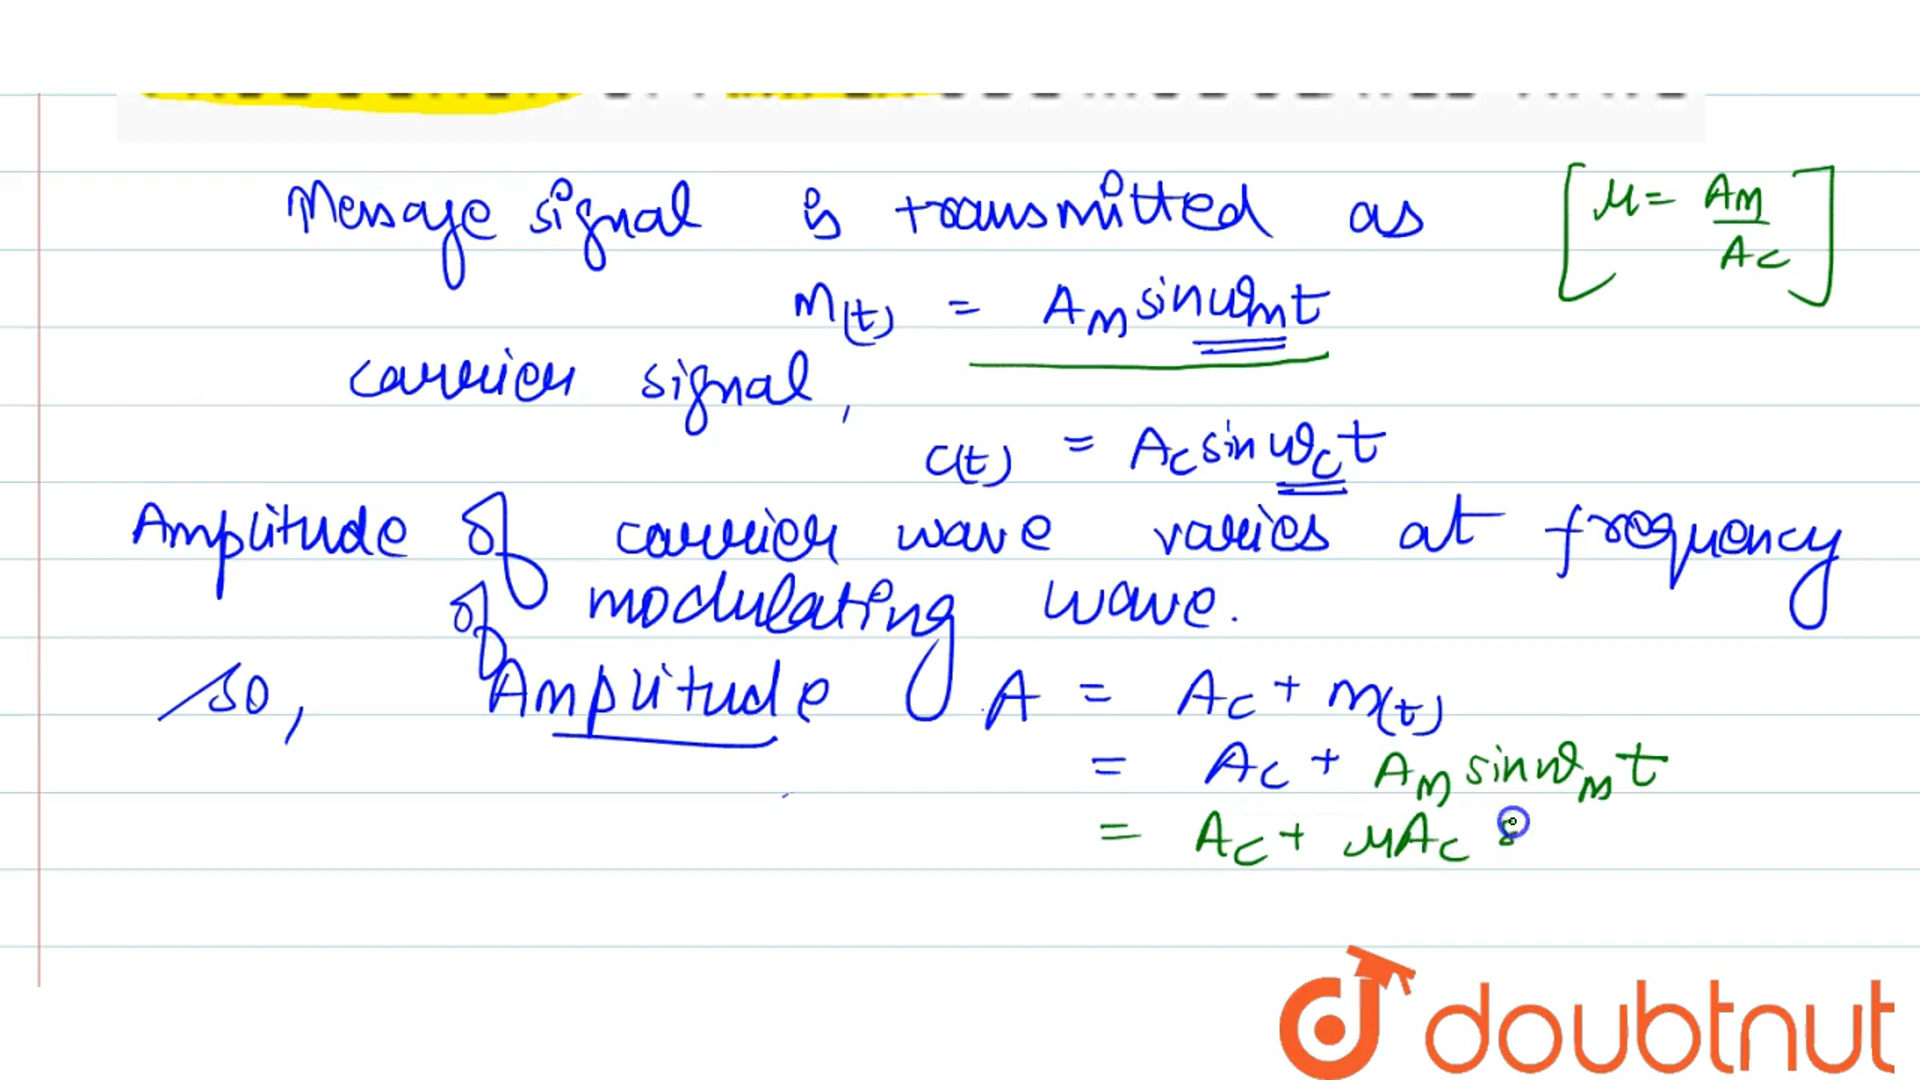 Message signal is transmitted as [μ = AM/AC]
m(t) = AM sin ωm t
carrier signal,
c(t) = AC sin ωc t
Amplitude of carrier wave varies at frequency
of modulating wave.
so, Amplitude A = AC + m(t)
= AC + AM sin ωM t
= AC + μAC s
doubtnut